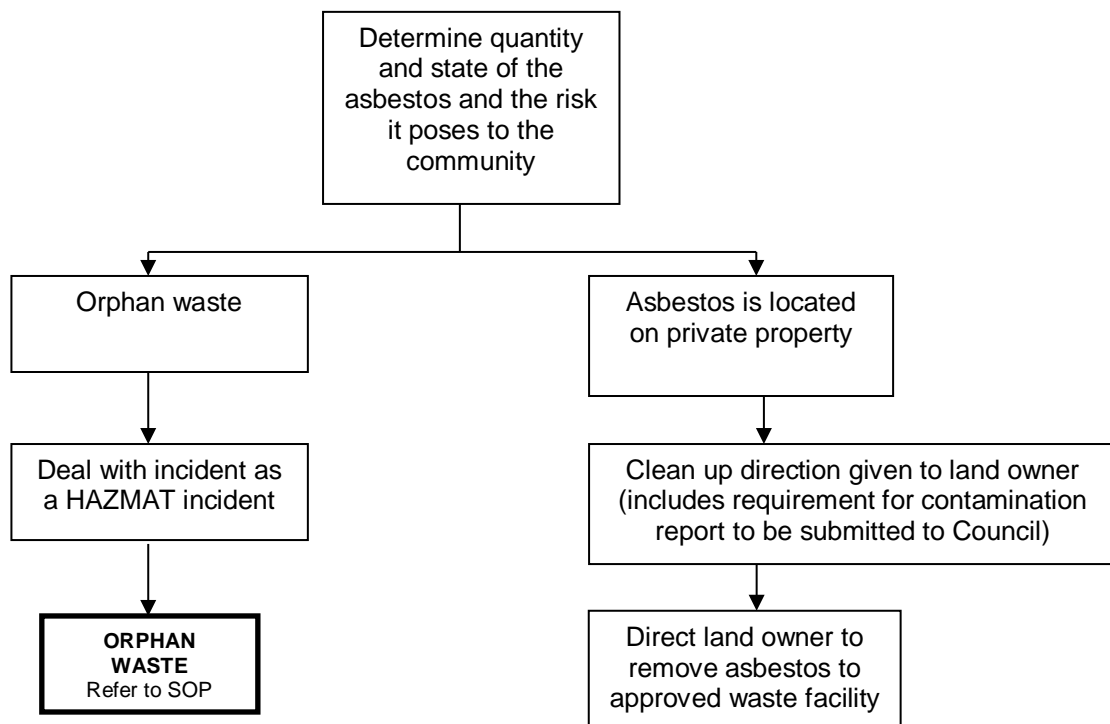 Determine quantity
and state of the
asbestos and the risk
it poses to the
community
Orphan waste
Asbestos is located
on private property
Deal with incident as
a HAZMAT incident
Clean up direction given to land owner
(includes requirement for contamination
report to be submitted to Council)
ORPHAN
WASTE
Refer to SOP
Direct land owner to
remove asbestos to
approved waste facility